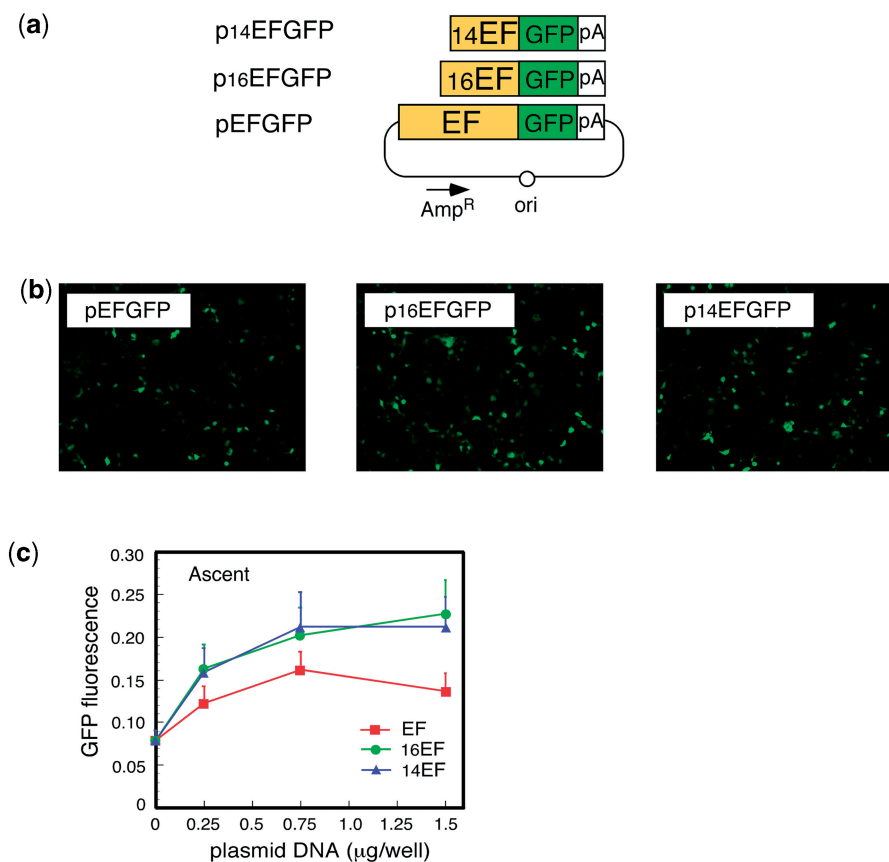 (a)
p14EFGFP 14EF GFP pA
p16EFGFP 16EF GFP pA
pEFGFP EF GFP pA
AmpR ori
(b)
pEFGFP p16EFGFP p14EFGFP
(c)
0.30
Ascent
0.25
0.20
0.15
0.10
0.05
0
GFP fluorescence
EF
16EF
14EF
0 0.25 0.5 0.75 1.0 1.25 1.5
plasmid DNA (μg/well)